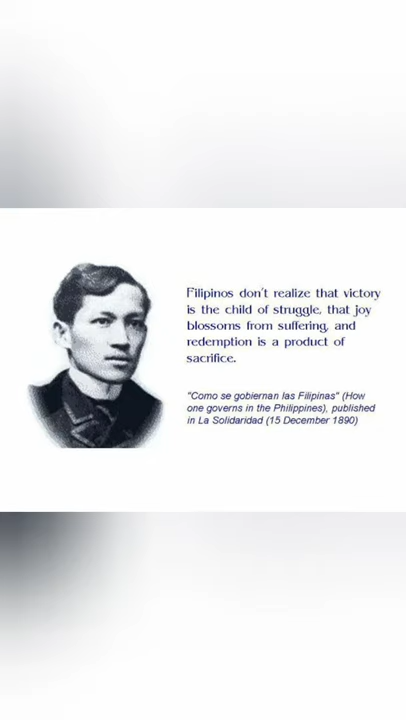 Filipinos don't realize that victory
is the child of struggle, that joy
blossoms from suffering, and
redemption is a product of
sacrifice.
"Como se gobiernan las Filipinas" (How
one governs in the Philippines), published
in La Solidaridad (15 December 1890)